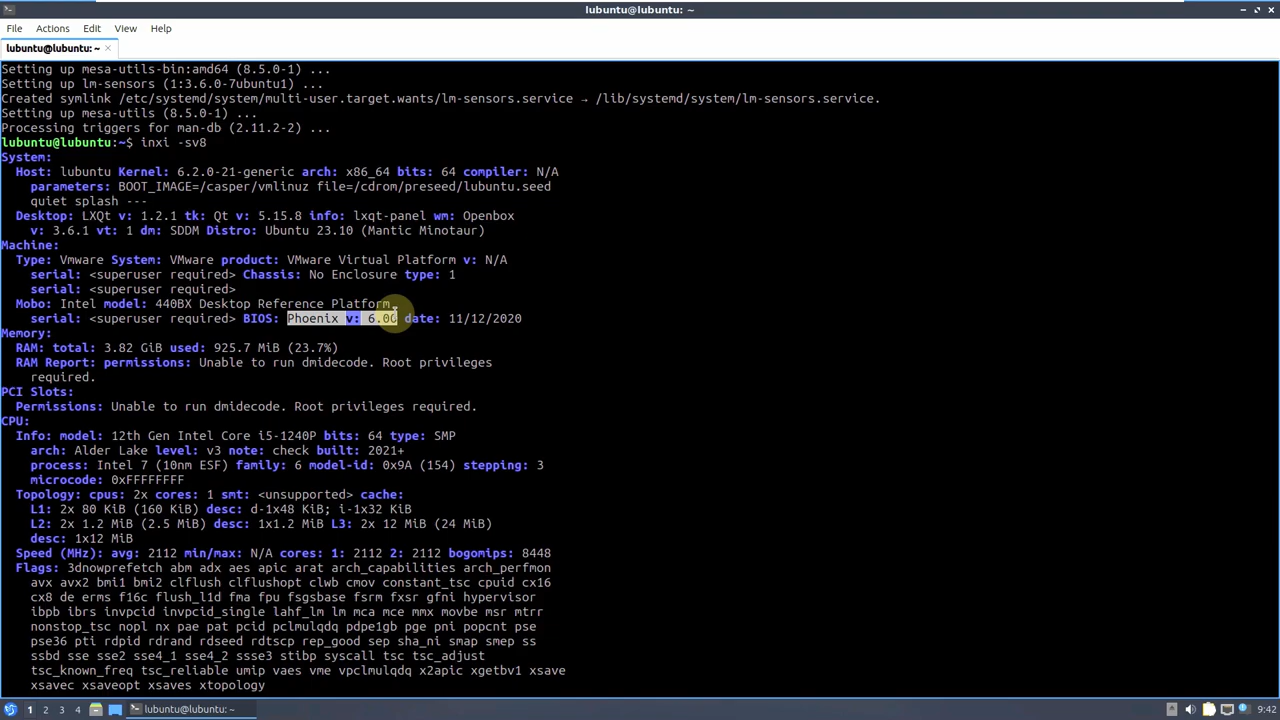 lubuntu@lubuntu: ~
File Actions Edit View Help
lubuntu@lubuntu: ~ ×
Setting up mesa-utils-bin:amd64 (8.5.0-1) ...
Setting up lm-sensors (1:3.6.0-7ubuntu1) ...
Created symlink /etc/systemd/system/multi-user.target.wants/lm-sensors.service → /lib/systemd/system/lm-sensors.service.
Setting up mesa-utils (8.5.0-1) ...
Processing triggers for man-db (2.11.2-2) ...
lubuntu@lubuntu:~$ inxi -sv8
System:
Host: lubuntu Kernel: 6.2.0-21-generic arch: x86_64 bits: 64 compiler: N/A
parameters: BOOT_IMAGE=/casper/vmlinuz file=/cdrom/preseed/lubuntu.seed
quiet splash ---
Desktop: LXQt v: 1.2.1 tk: Qt v: 5.15.8 info: lxqt-panel wm: Openbox
v: 3.6.1 vt: 1 dm: SDDM Distro: Ubuntu 23.10 (Mantic Minotaur)
Machine:
Type: Vmware System: VMware product: VMware Virtual Platform v: N/A
serial: <superuser required> Chassis: No Enclosure type: 1
serial: <superuser required>
Mobo: Intel model: 440BX Desktop Reference Platform
serial: <superuser required> BIOS: Phoenix v: 6.00 date: 11/12/2020
Memory:
RAM: total: 3.82 GiB used: 925.7 MiB (23.7%)
RAM Report: permissions: Unable to run dmidecode. Root privileges
required.
PCI Slots:
Permissions: Unable to run dmidecode. Root privileges required.
CPU:
Info: model: 12th Gen Intel Core i5-1240P bits: 64 type: SMP
arch: Alder Lake level: v3 note: check built: 2021+
process: Intel 7 (10nm ESF) family: 6 model-id: 0x9A (154) stepping: 3
microcode: 0xFFFFFFFF
Topology: cpus: 2x cores: 1 smt: <unsupported> cache:
L1: 2x 80 KiB (160 KiB) desc: d-1x48 KiB; i-1x32 KiB
L2: 2x 1.2 MiB (2.5 MiB) desc: 1x1.2 MiB L3: 2x 12 MiB (24 MiB)
desc: 1x12 MiB
Speed (MHz): avg: 2112 min/max: N/A cores: 1: 2112 2: 2112 bogomips: 8448
Flags: 3dnowprefetch abm adx aes apic arat arch_capabilities arch_perfmon
avx avx2 bmi1 bmi2 clflush clflushopt clwb cmov constant_tsc cpuid cx16
cx8 de erms f16c flush_l1d fma fpu fsgsbase fsrm fxsr gfni hypervisor
ibpb ibrs invpcid invpcid_single lahf_lm lm mca mce mmx movbe msr mtrr
nonstop_tsc nopl nx pae pat pcid pclmulqdq pdpe1gb pge pni popcnt pse
pse36 pti rdpid rdrand rdseed rdtscp rep_good sep sha_ni smap smep ss
ssbd sse sse2 sse4_1 sse4_2 ssse3 stibp syscall tsc tsc_adjust
tsc_known_freq tsc_reliable umip vaes vme vpclmulqdq x2apic xgetbv1 xsave
xsavec xsaveopt xsaves xtopology
1 2 3 4 lubuntu@lubuntu: ~ 9:42